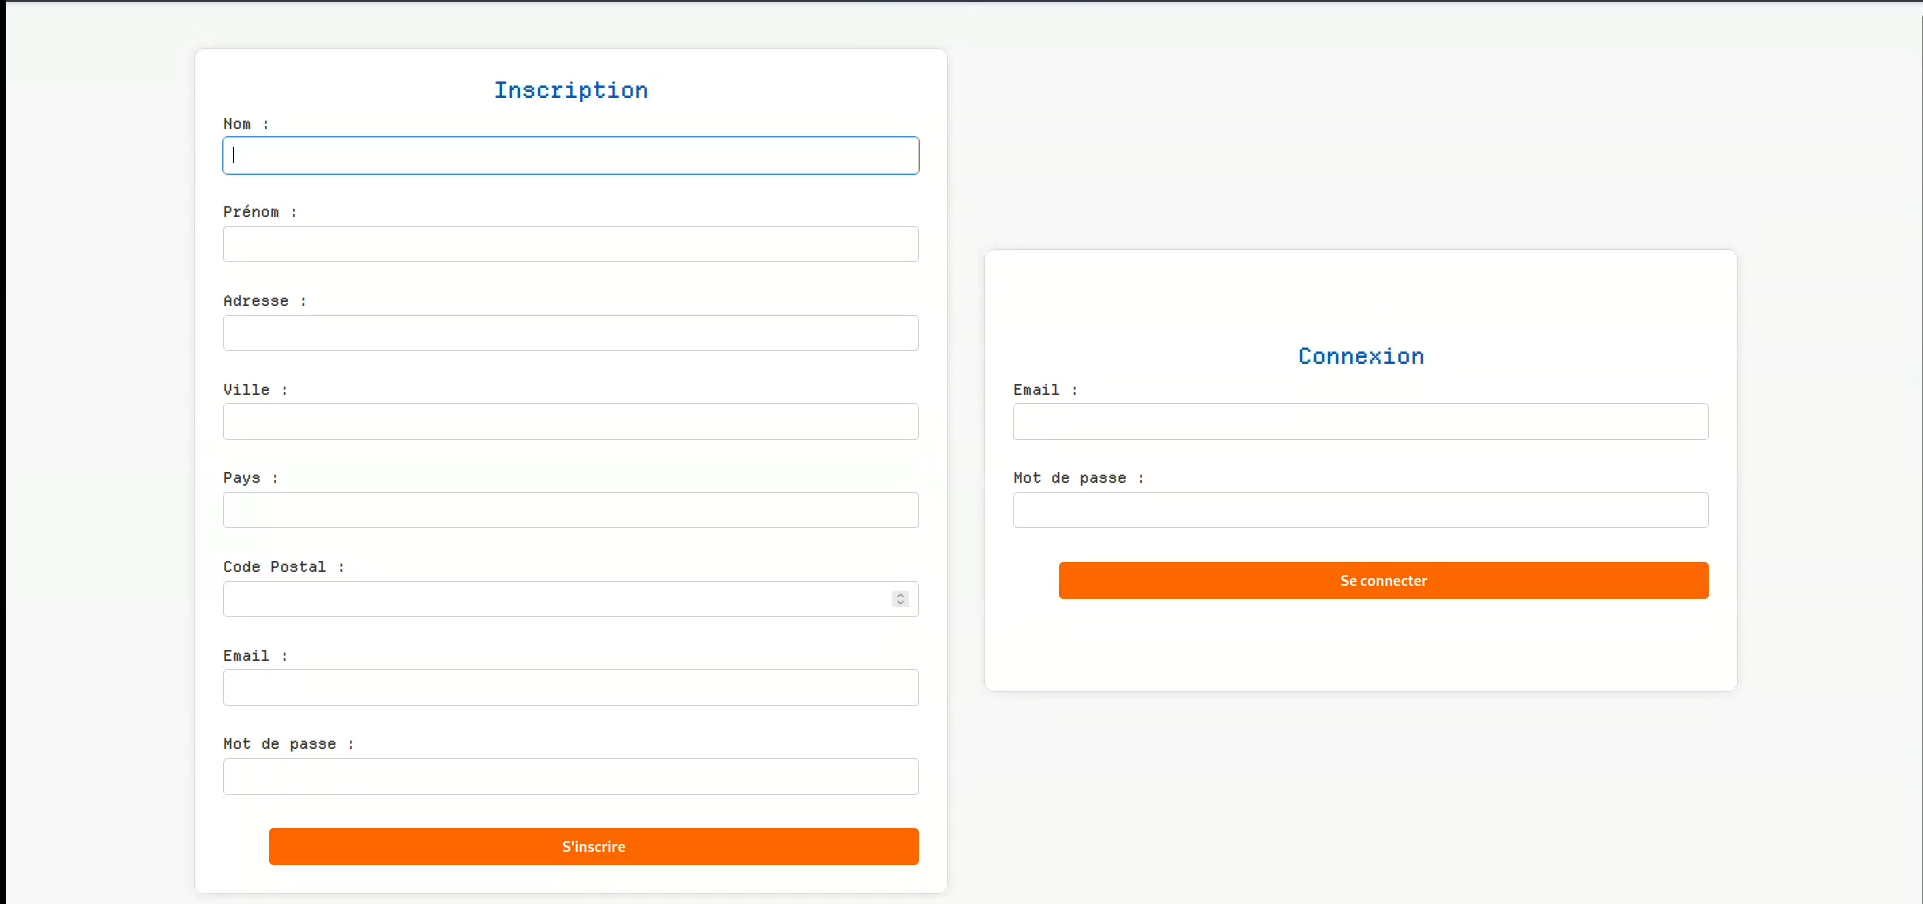 Inscription
Nom :
Prénom :
Adresse :
Ville :
Pays :
Code Postal :
Email :
Mot de passe :
S'inscrire
Connexion
Email :
Mot de passe :
Se connecter